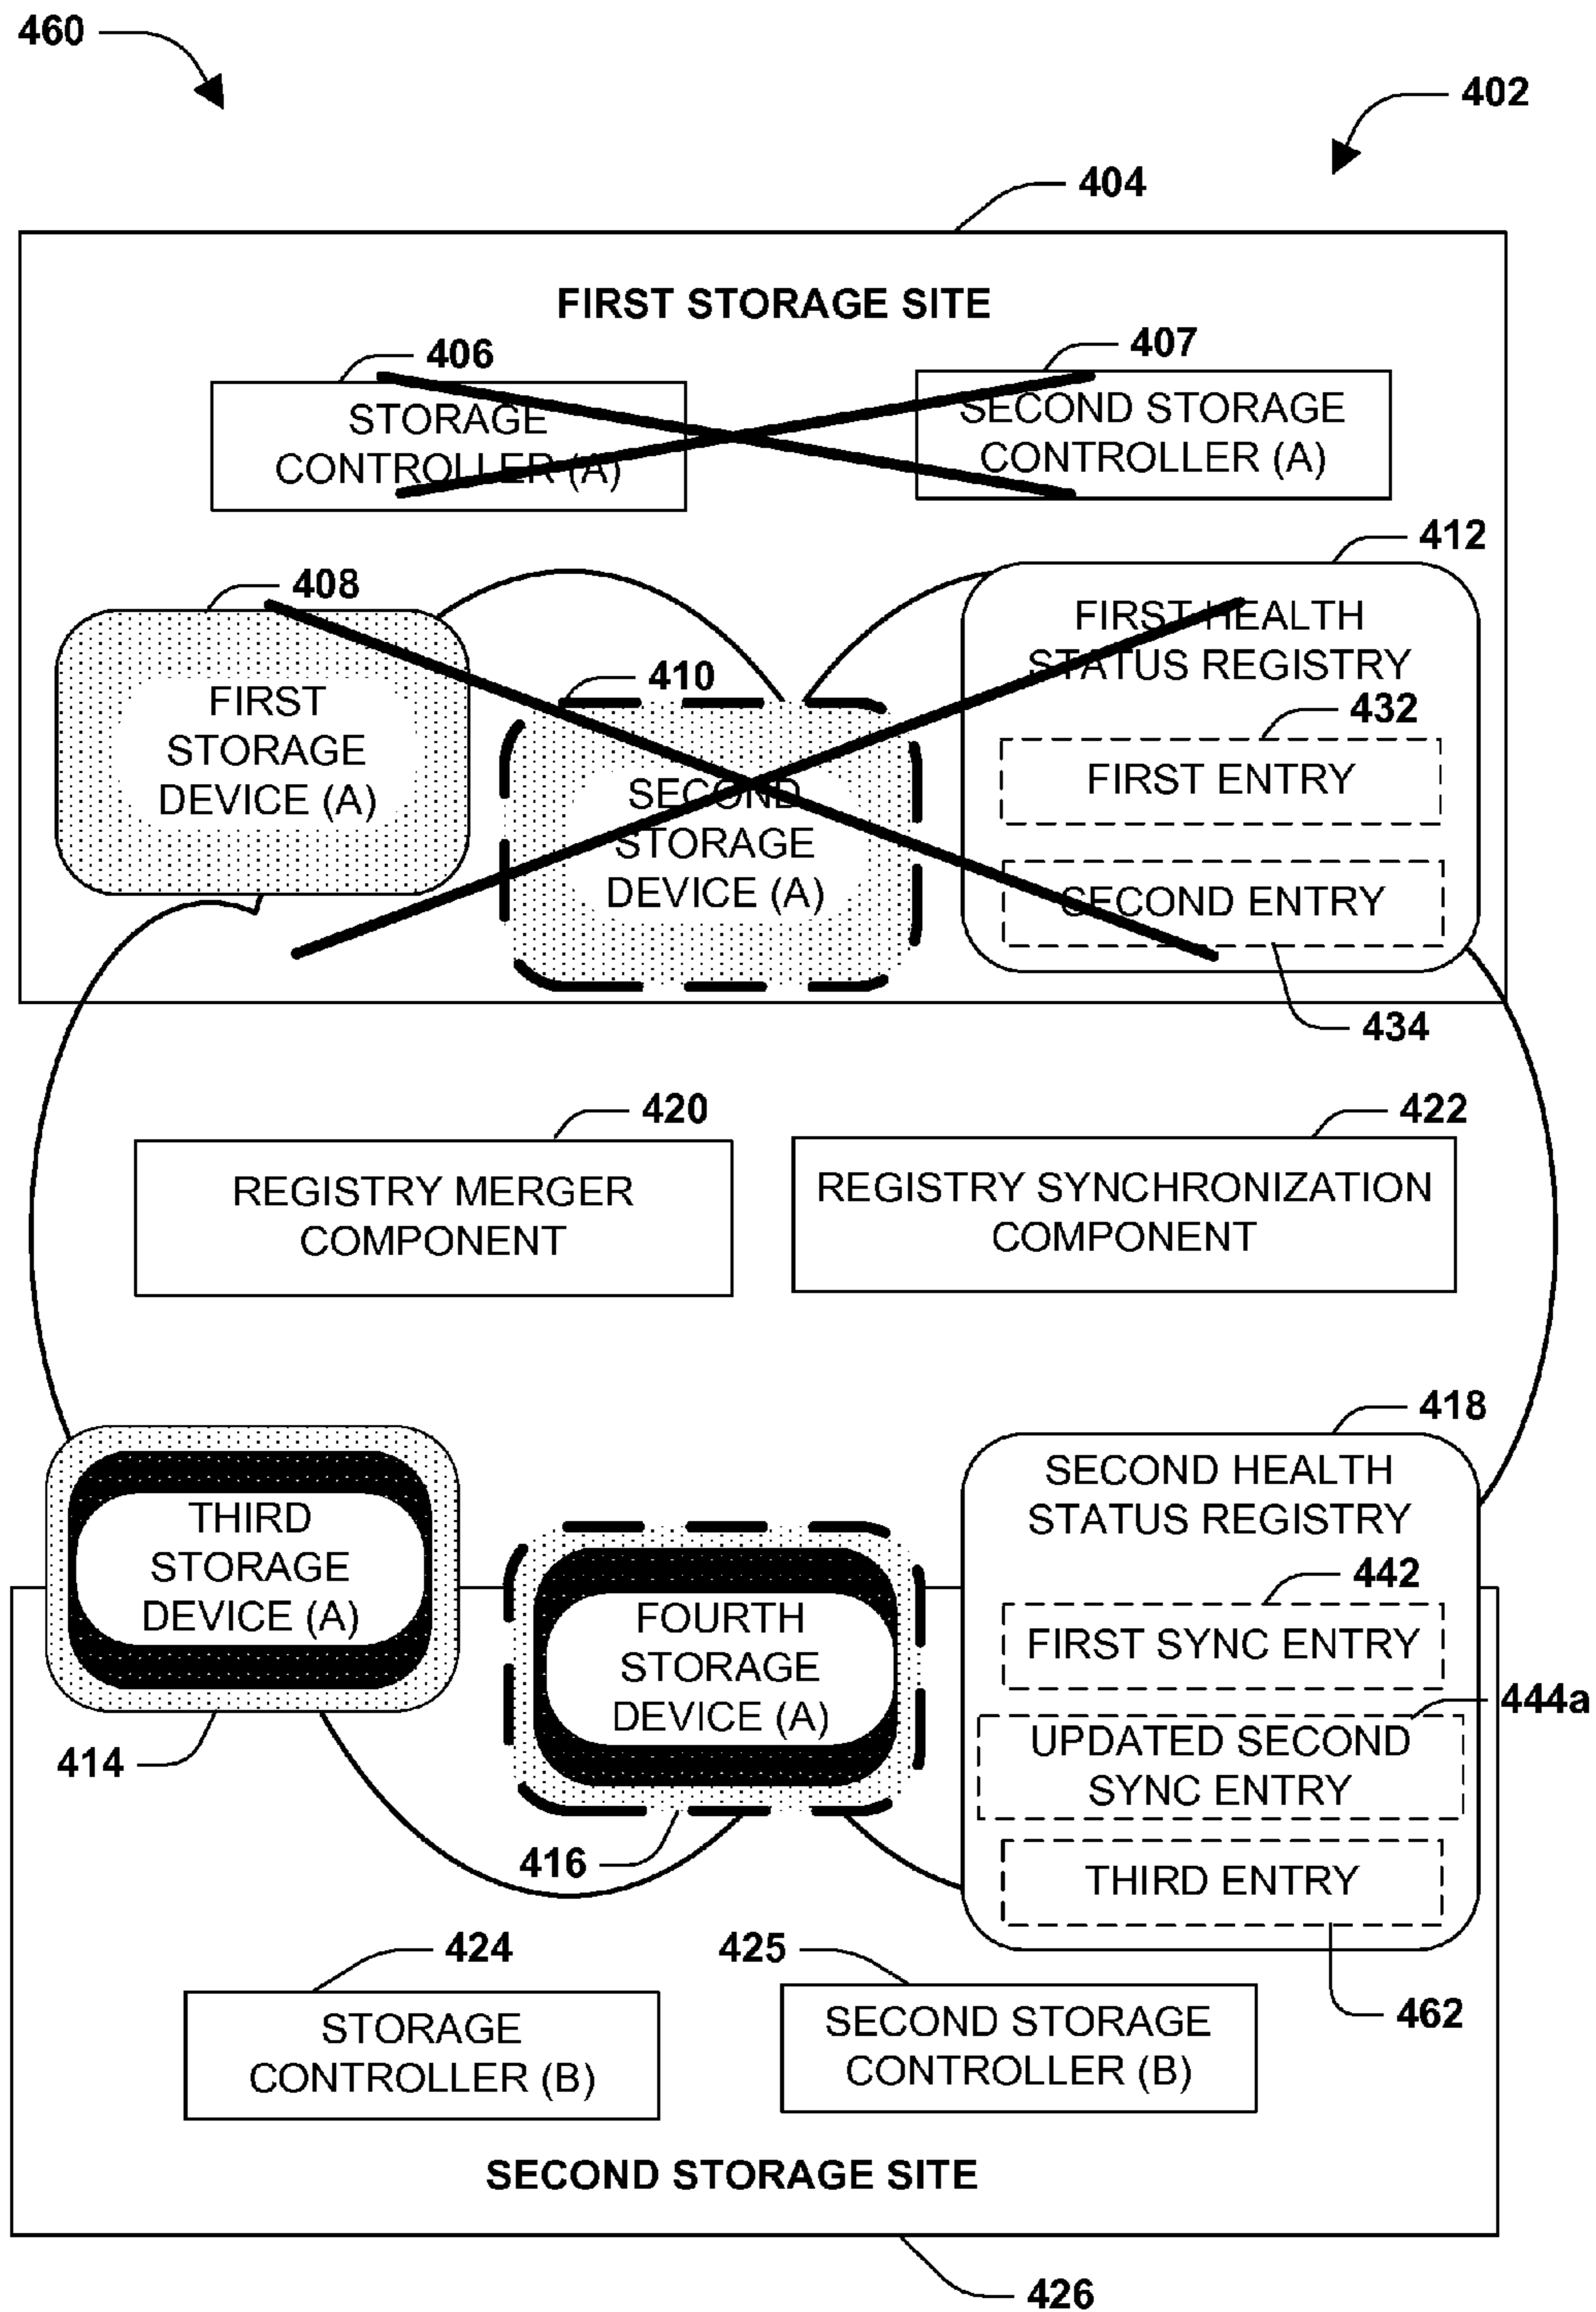 460
402
404
FIRST STORAGE SITE
406
407
STORAGE
CONTROLLER (A)
SECOND STORAGE
CONTROLLER (A)
412
408
FIRST HEALTH
STATUS REGISTRY
410
FIRST
STORAGE
DEVICE (A)
432
FIRST ENTRY
SECOND
STORAGE
DEVICE (A)
SECOND ENTRY
434
420
422
REGISTRY MERGER
COMPONENT
REGISTRY SYNCHRONIZATION
COMPONENT
418
SECOND HEALTH
STATUS REGISTRY
THIRD
STORAGE
DEVICE (A)
442
FIRST SYNC ENTRY
FOURTH
STORAGE
DEVICE (A)
444a
UPDATED SECOND
SYNC ENTRY
414
416
THIRD ENTRY
424
425
462
STORAGE
CONTROLLER (B)
SECOND STORAGE
CONTROLLER (B)
SECOND STORAGE SITE
426